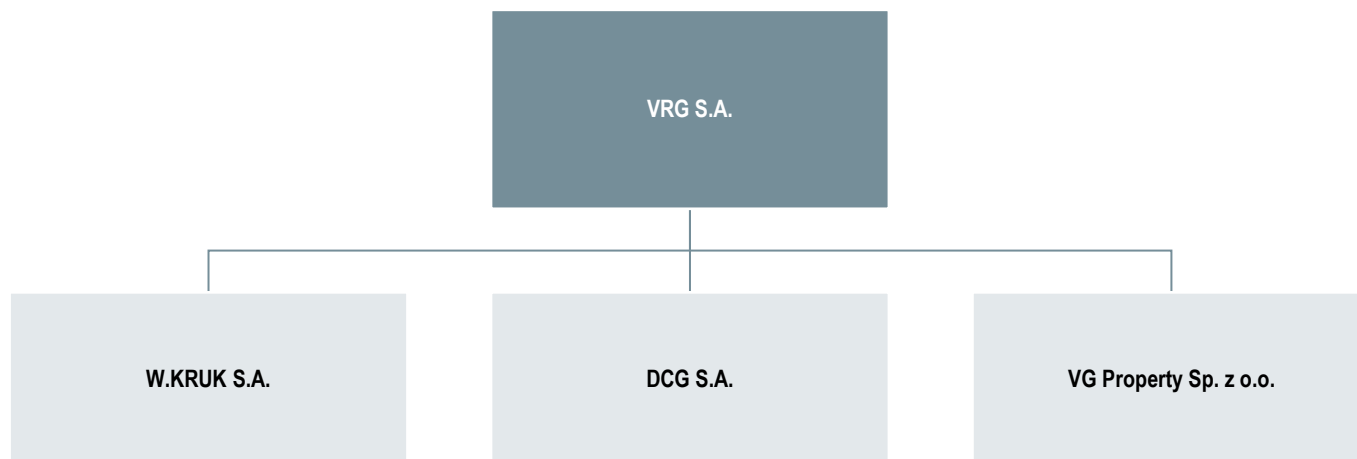 VRG S.A.
W.KRUK S.A.
DCG S.A.
VG Property Sp. z o.o.